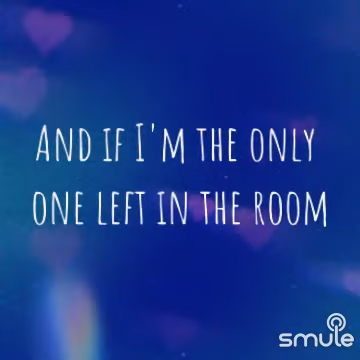 And if I'm the only
one left in the room
smule